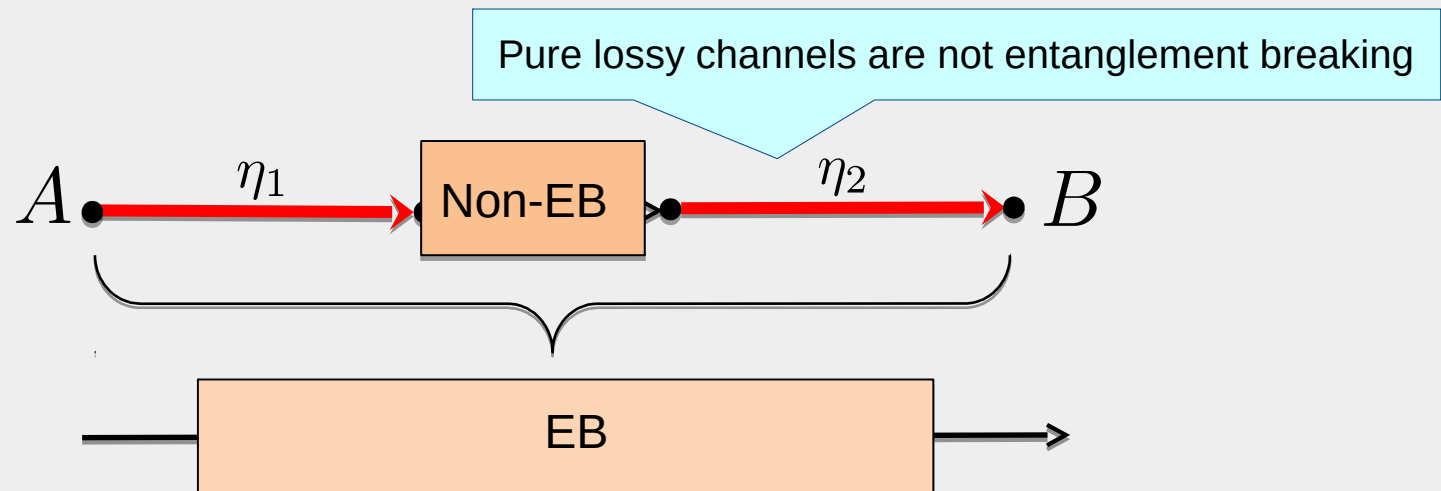 Pure lossy channels are not entanglement breaking
A η₁ Non-EB η₂ B
EB